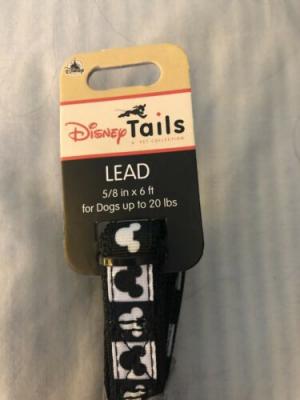 Disney Tails
A PET COLLECTION
LEAD
5/8 in x 6 ft
for Dogs up to 20 lbs